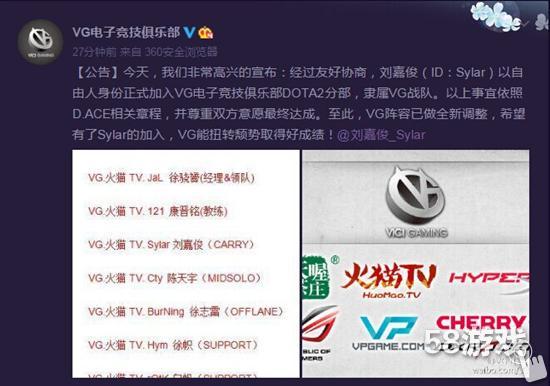 VG电子竞技俱乐部
27分钟前 来自 360安全浏览器
【公告】今天，我们非常高兴的宣布：经过友好协商，刘嘉俊（ID：Sylar）以自
由人身份正式加入VG电子竞技俱乐部DOTA2分部，隶属VG战队。以上事宜依照
D.ACE相关章程，并尊重双方意愿最终达成。至此，VG阵容已做全新调整，希望
有了Sylar的加入，VG能扭转颓势取得好成绩！@刘嘉俊_Sylar
VG.火猫 TV. JaL 徐骁謇(经理&领队)
VG.火猫 TV. 121 康晋铭(教练)
VG.火猫 TV. Sylar 刘嘉俊（CARRY）
VG.火猫 TV. Cty 陈天宇（MIDSOLO）
VG.火猫 TV. BurNing 徐志雷（OFFLANE）
VG.火猫 TV. Hym 徐帜（SUPPORT）
ViCi GAMING
喔
庄
火猫TV
HuoMao.TV
HYPER
UBLIC OF
MERS
VP
VPGAME.COM
CHERRY
58游戏
weibo.com/